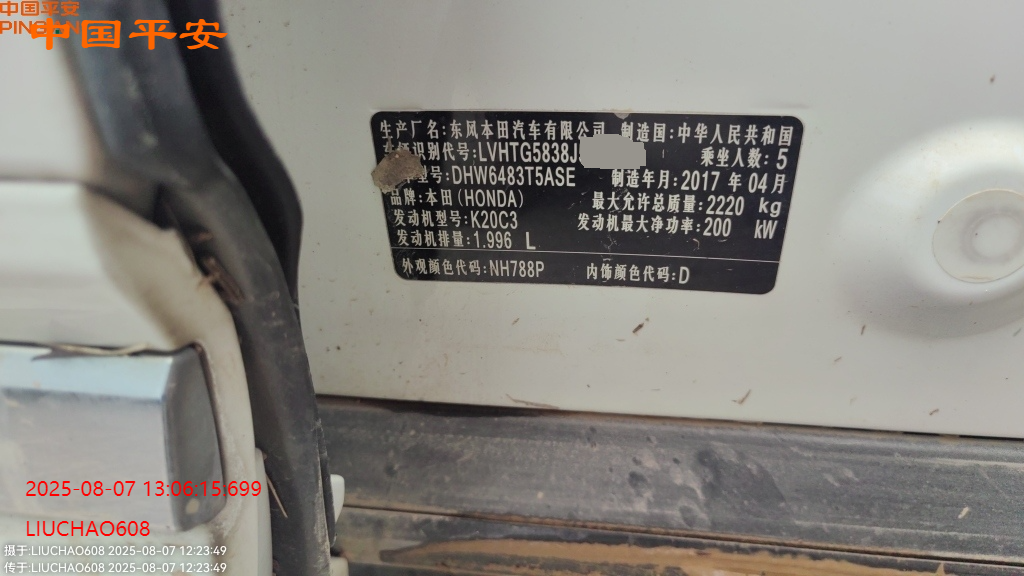 中国平安
PING AN
中国平安
生产厂名:东风本田汽车有限公司 制造国:中华人民共和国
车辆识别代号:LVHTG5838J 乘坐人数:5
型号:DHW6483T5ASE 制造年月:2017 年 04月
品牌:本田(HONDA) 最大允许总质量:2220 kg
发动机型号:K20C3 发动机最大净功率:200 kW
发动机排量:1.996 L
外观颜色代码:NH788P 内饰颜色代码:D
2025-08-07 13:06:15:699
LIUCHAO608
摄于 LIUCHAO608 2025-08-07 12:23:49
传于 LIUCHAO608 2025-08-07 12:23:49